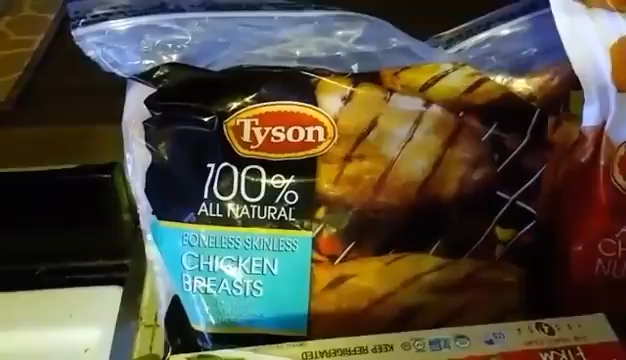 Tyson
100%
ALL NATURAL
BONELESS SKINLESS
CHICKEN
BREASTS
KEEP REFRIGERATED